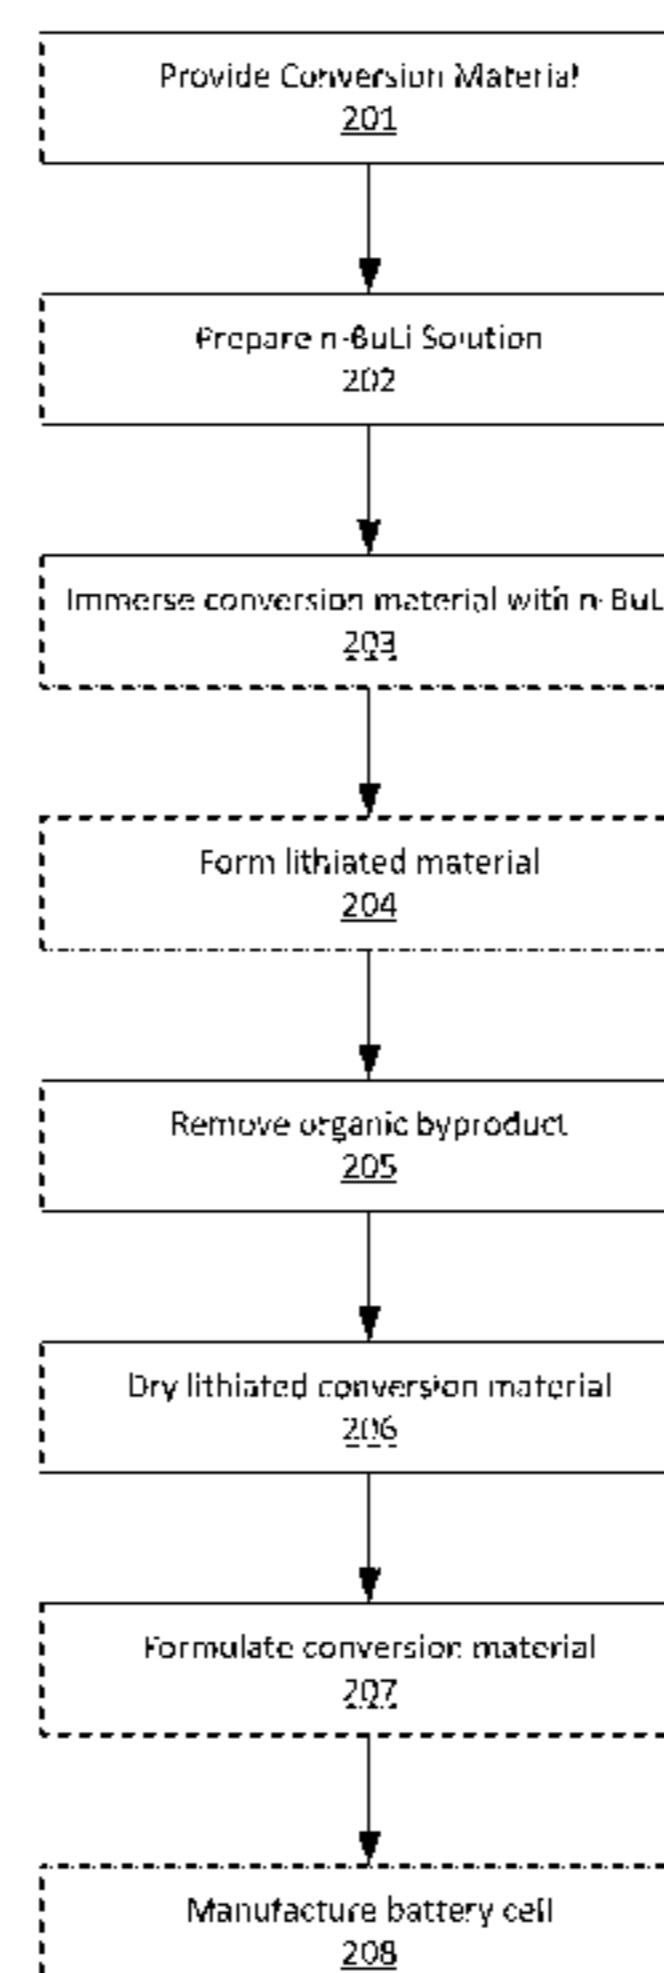 Provide Conversion Material
201
Prepare n-BuLi Solution
202
Immerse conversion material with n-BuL
203
Form lithiated material
204
Remove organic byproduct
205
Dry lithiated conversion material
206
Formulate conversion material
207
Manufacture battery cell
208